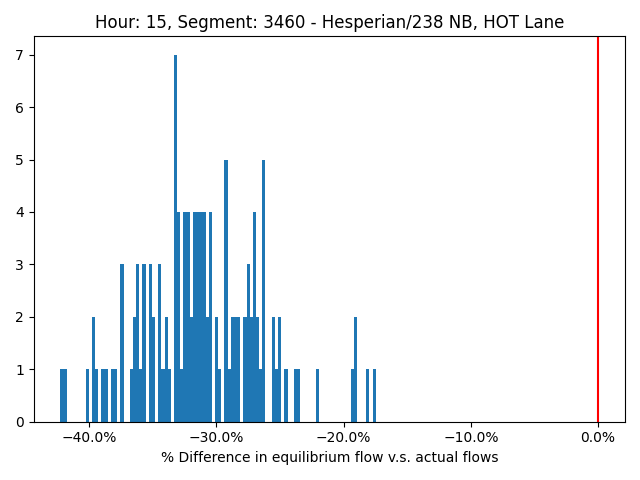 Hour: 15, Segment: 3460 - Hesperian/238 NB, HOT Lane
7
6
5
4
3
2
1
0
−40.0% −30.0% −20.0% −10.0% 0.0%
% Difference in equilibrium flow v.s. actual flows